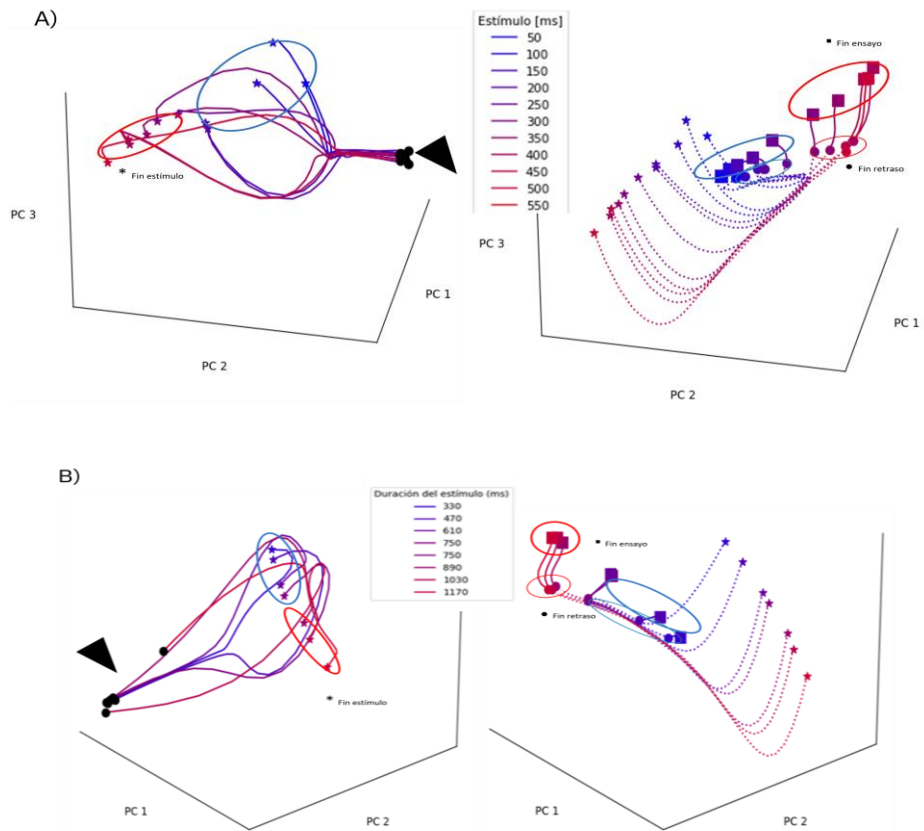 A)
Estímulo [ms]
50
100
150
200
250
300
350
400
450
500
550
Fin ensayo
* Fin estímulo
Fin retraso
PC 3
PC 1
PC 2
PC 3
PC 1
PC 2
B)
Duración del estímulo (ms)
330
470
610
750
750
890
1030
1170
Fin ensayo
Fin retraso
* Fin estímulo
PC 1
PC 2
PC 1
PC 2